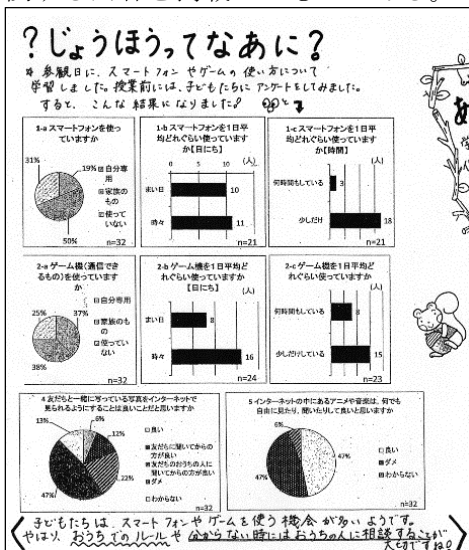 ?じょうほうってなあに?
参観日に、スマートフォンやゲームの使い方について
学習しました。授業前には、子どもたちにアンケートをしてみました。
すると、こんな結果になりました。
1-a スマートフォンを使っ
ていますか
31%
19%
50%
自分専
用
家族の
もの
使って
いない
n=32
1-b スマートフォンを1日平
均どれぐらい使っています
か【日にち】
0 5 10 (人)
まい日 10
時々 11
n=21
1-c スマートフォンを1日平
均どれぐらい使っています
か【時間】
(人)
何時間もしている 3
少しだけ 18
n=21
2-a ゲーム機(通信でき
るもの)を使っています
か
25%
37%
38%
自分専用
家族のも
の
使ってい
ない
n=32
2-b ゲーム機を1日平均ど
れぐらい使っていますか
【日にち】
(人)
まい日 8
時々 16
n=24
2-c ゲーム機を1日平均ど
れぐらい使っていますか
(人)
何時間もしている 8
少しだけしている 15
n=23
4 友だちと一緒に写っている写真をインターネットで
見られるようにすることは良いことだと思いますか
13%
6%
12%
22%
47%
良い
友だちに聞いてからの
方が良い
友だちのおうちの人に
聞いてからの方が良い
ダメ
わからない
n=32
5 インターネットの中にあるアニメや音楽は、何でも
自由に見たり、聞いたりして良いと思いますか
6%
47%
47%
良い
ダメ
わからない
n=32
子どもたちは、スマートフォンやゲームを使う機会が多いようです。
やはり、おうちでのルールや分からない時にはおうちの人に相談することが
大切ですね。